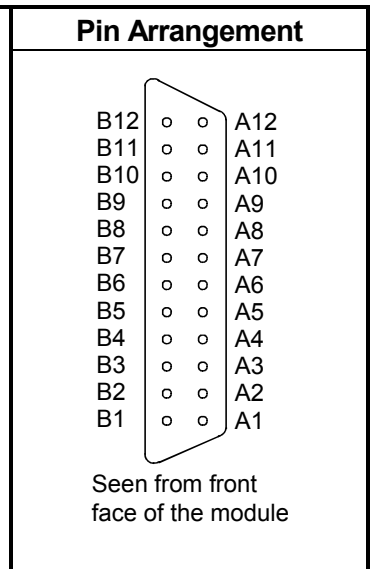 Pin Arrangement
B12 A12
B11 A11
B10 A10
B9 A9
B8 A8
B7 A7
B6 A6
B5 A5
B4 A4
B3 A3
B2 A2
B1 A1
Seen from front
face of the module